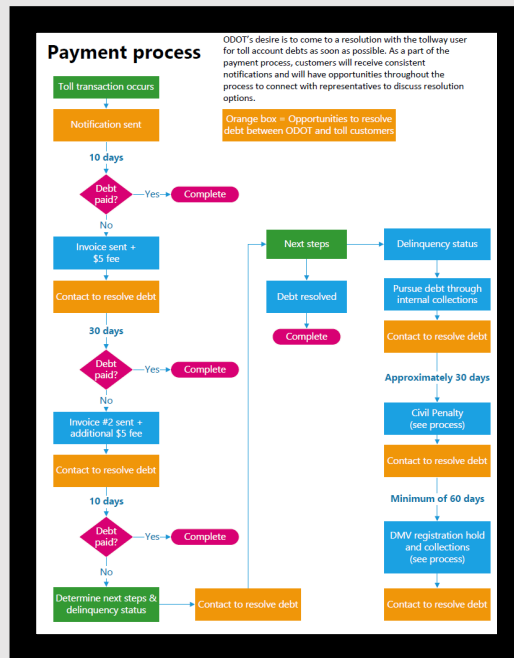 Payment process
ODOT's desire is to come to a resolution with the tollway user
for toll account debts as soon as possible. As a part of the
payment process, customers will receive consistent
notifications and will have opportunities throughout the
process to connect with representatives to discuss resolution
options.
Orange box = Opportunities to resolve
debt between ODOT and toll customers
Toll transaction occurs
Notification sent
10 days
Debt
paid?
Yes
Complete
No
Invoice sent +
$5 fee
Contact to resolve debt
30 days
Debt
paid?
Yes
Complete
No
Invoice #2 sent +
additional $5 fee
Contact to resolve debt
10 days
Debt
paid?
Yes
Complete
No
Determine next steps &
delinquency status
Contact to resolve debt
Next steps
Debt resolved
Complete
Delinquency status
Pursue debt through
internal collections
Contact to resolve debt
Approximately 30 days
Civil Penalty
(see process)
Contact to resolve debt
Minimum of 60 days
DMV registration hold
and collections
(see process)
Contact to resolve debt